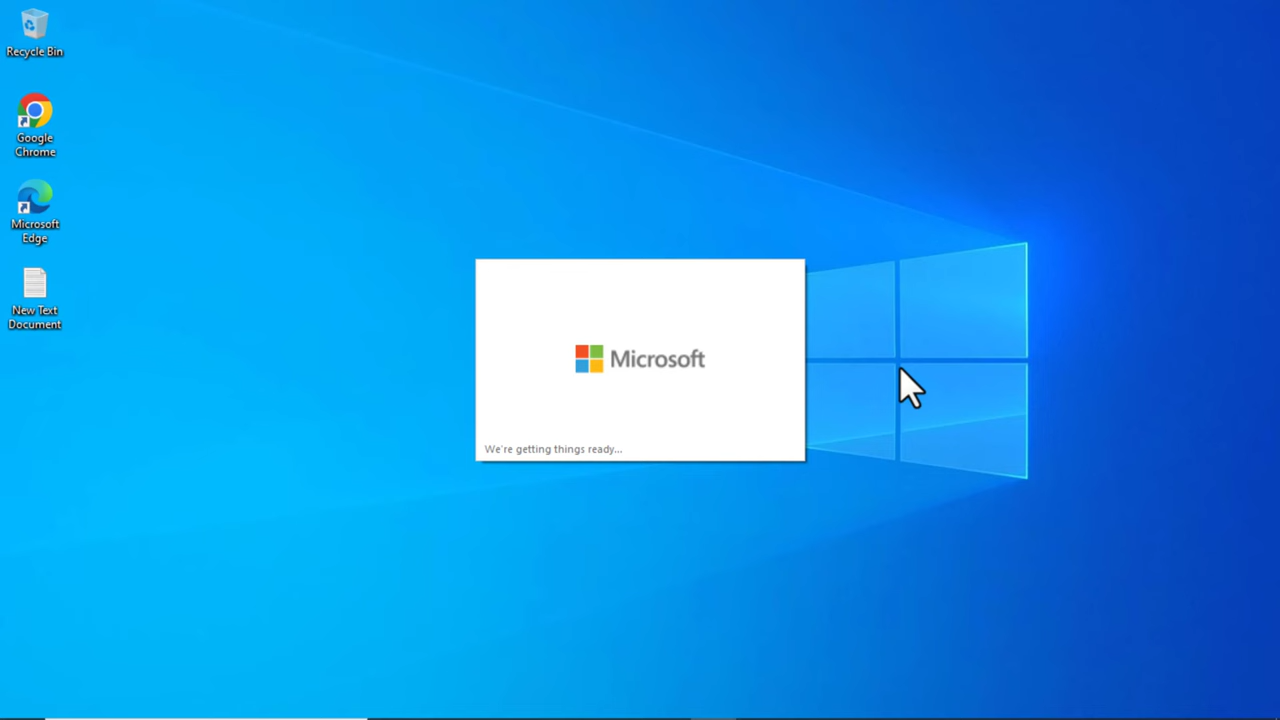 Recycle Bin
Google
Chrome
Microsoft
Edge
New Text
Document
Microsoft
We're getting things ready...